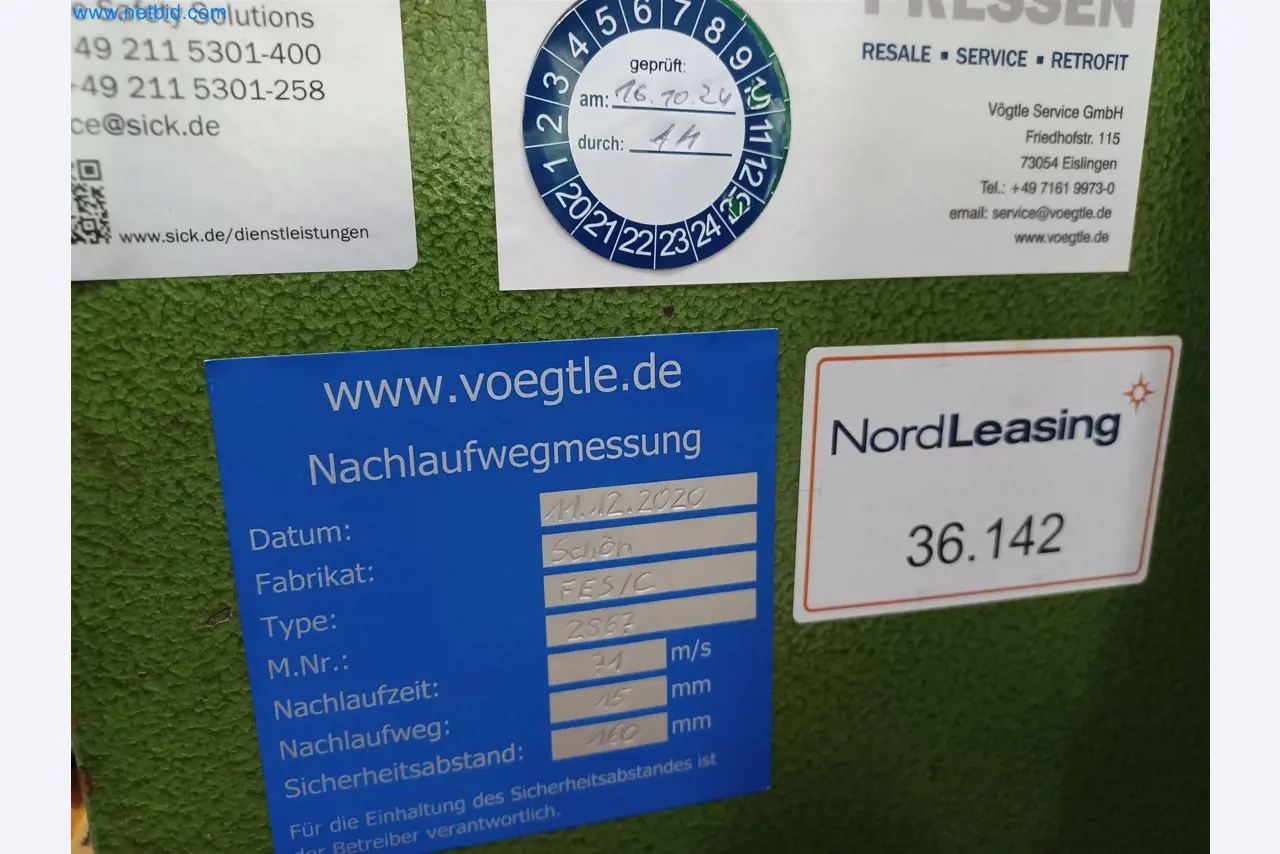 www.netbid.com
Safety Solutions
49 211 5301-400
-49 211 5301-258
ce@sick.de
www.sick.de/dienstleistungen
1 2 3 4 5 6 7 8 9 10 11 12
20 21 22 23 24 25
geprüft:
am: 16.10.24
durch:
PRESSEN
RESALE ▪ SERVICE ▪ RETROFIT
Vögtle Service GmbH
Friedhofstr. 115
73054 Eislingen
Tel.: +49 7161 9973-0
email: service@voegtle.de
www.voegtle.de
www.voegtle.de
Nachlaufwegmessung
Datum: 11.12.2020
Fabrikat: Schön
Type: FES/C
M.Nr.: 2867
Nachlaufzeit: 71 m/s
Nachlaufweg: 15 mm
Sicherheitsabstand: 160 mm
Für die Einhaltung des Sicherheitsabstandes ist
der Betreiber verantwortlich.
NordLeasing
36.142